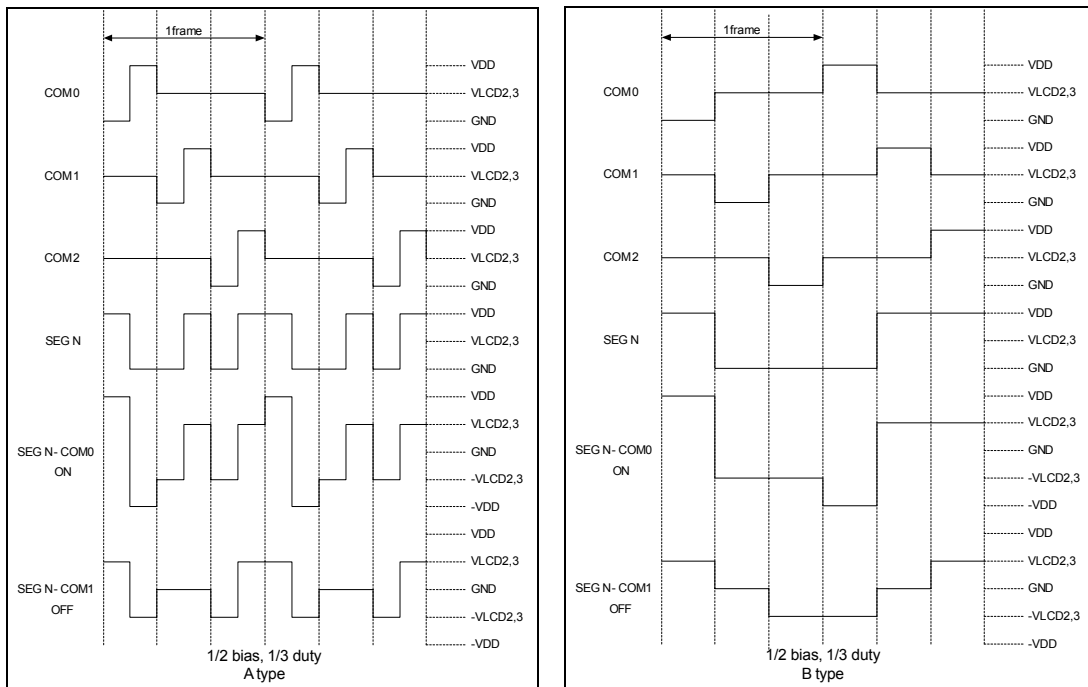 1frame
COM0
VDD
VLCD2,3
GND
COM1
VDD
VLCD2,3
GND
COM2
VDD
VLCD2,3
GND
SEG N
VDD
VLCD2,3
GND
SEG N- COM0
ON
VDD
VLCD2,3
GND
-VLCD2,3
-VDD
SEG N- COM1
OFF
VDD
VLCD2,3
GND
-VLCD2,3
-VDD
1/2 bias, 1/3 duty
A type
1frame
COM0
VDD
VLCD2,3
GND
COM1
VDD
VLCD2,3
GND
COM2
VDD
VLCD2,3
GND
SEG N
VDD
VLCD2,3
GND
SEG N- COM0
ON
VDD
VLCD2,3
GND
-VLCD2,3
-VDD
SEG N- COM1
OFF
VDD
VLCD2,3
GND
-VLCD2,3
-VDD
1/2 bias, 1/3 duty
B type